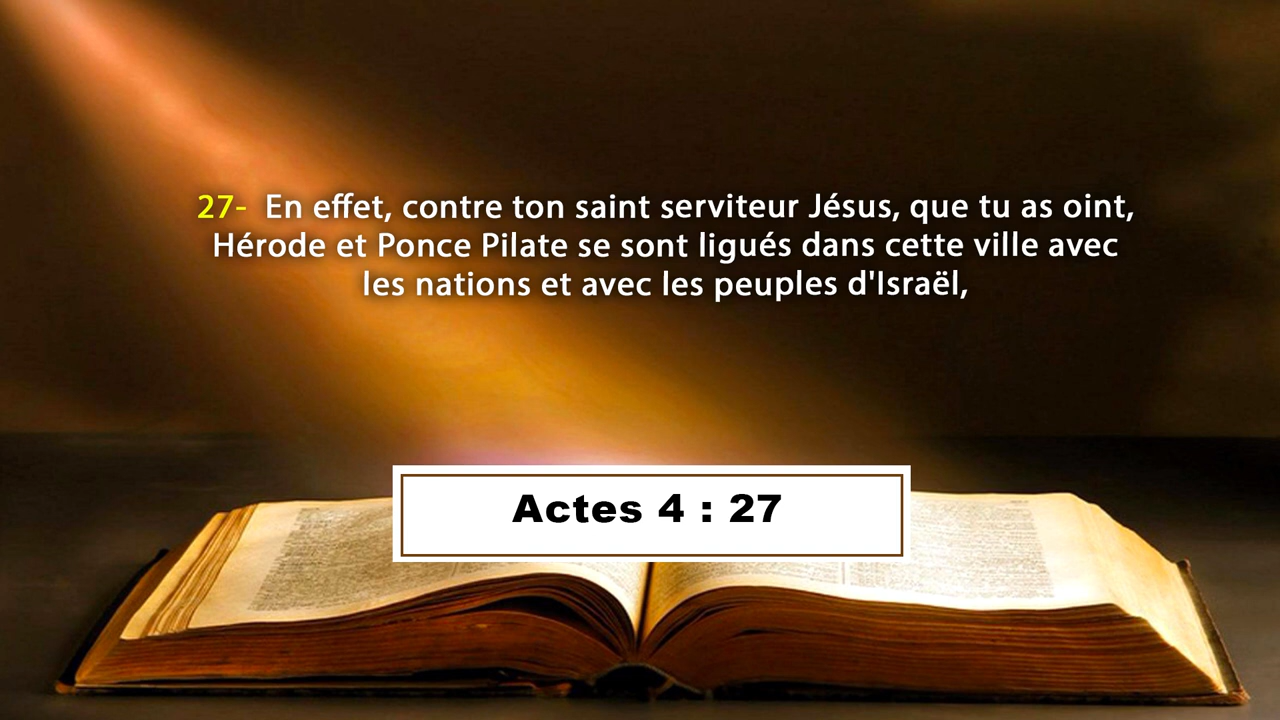 27- En effet, contre ton saint serviteur Jésus, que tu as oint,
Hérode et Ponce Pilate se sont ligués dans cette ville avec
les nations et avec les peuples d'Israël,
Actes 4 : 27